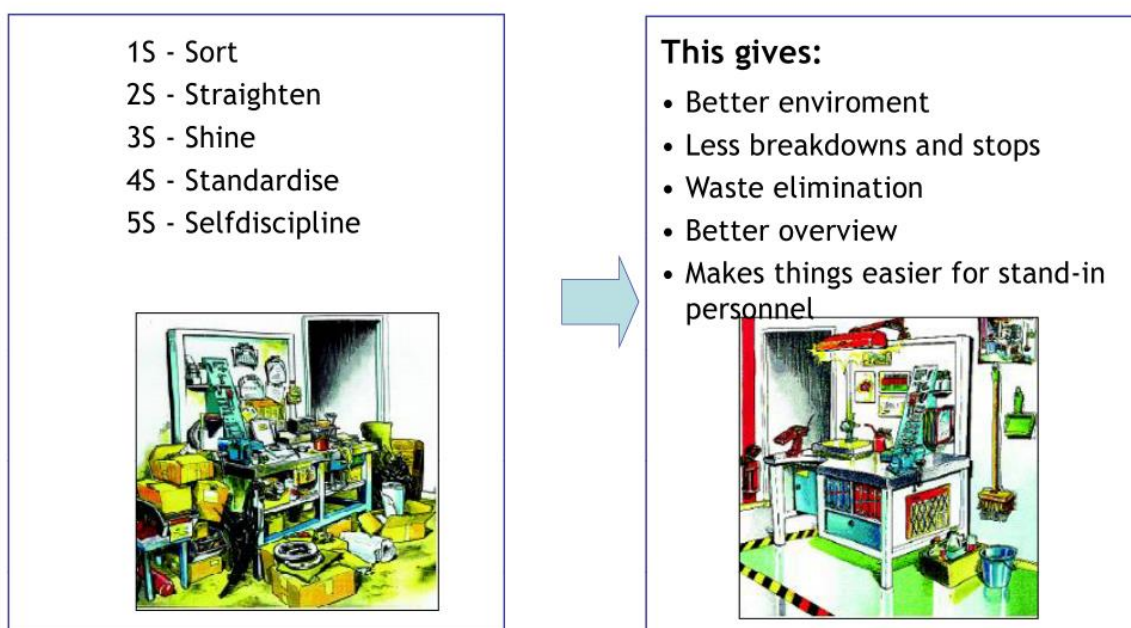 1S - Sort
2S - Straighten
3S - Shine
4S - Standardise
5S - Selfdiscipline
This gives:
• Better enviroment
• Less breakdowns and stops
• Waste elimination
• Better overview
• Makes things easier for stand-in
personnel